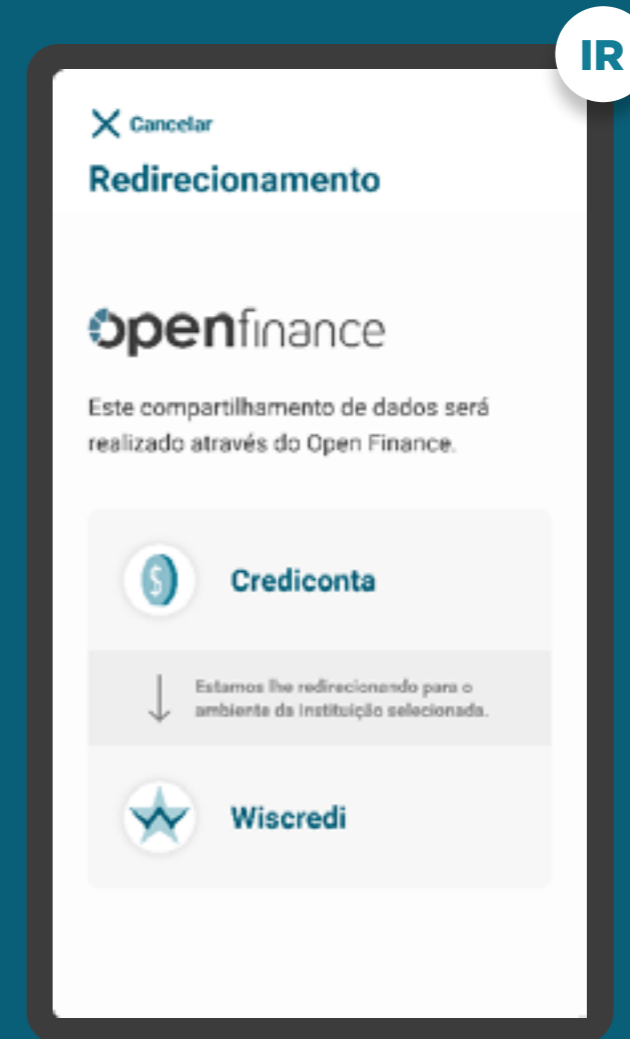 IR
Cancelar
Redirecionamento
openfinance
Este compartilhamento de dados será
realizado através do Open Finance.
$
Crediconta
Estamos lhe redirecionando para o
ambiente da instituição selecionada.
Wiscredi